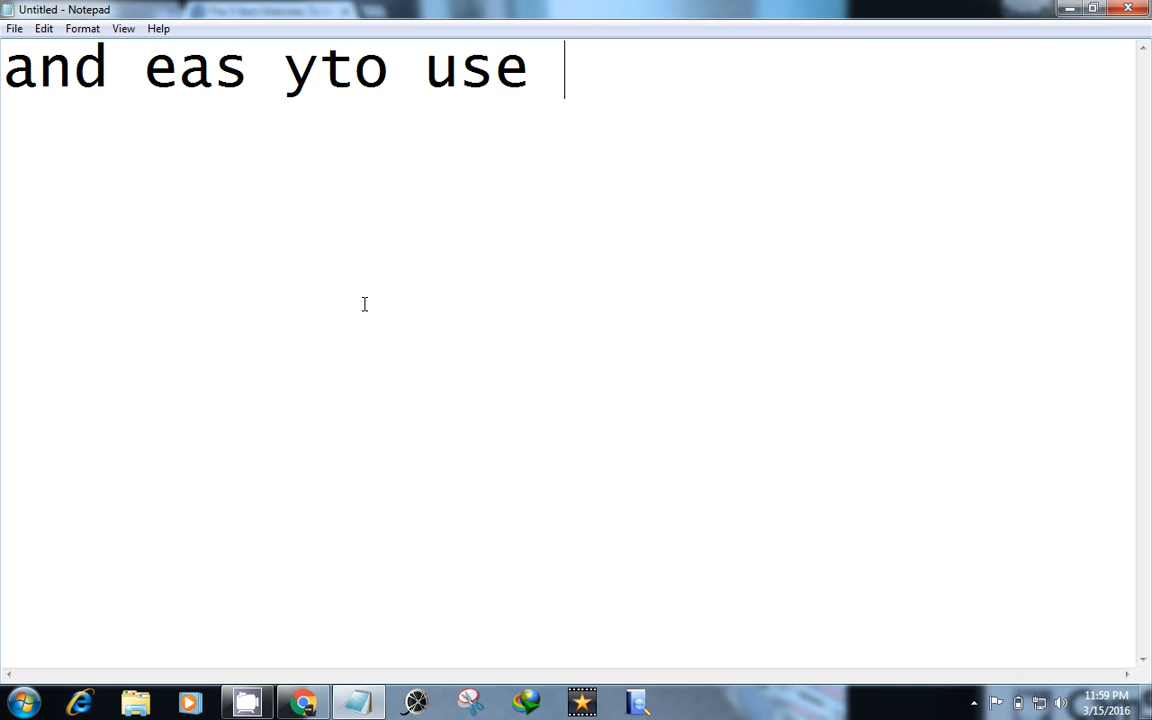 Untitled - Notepad
File Edit Format View Help
and eas yto use
11:59 PM
3/15/2016